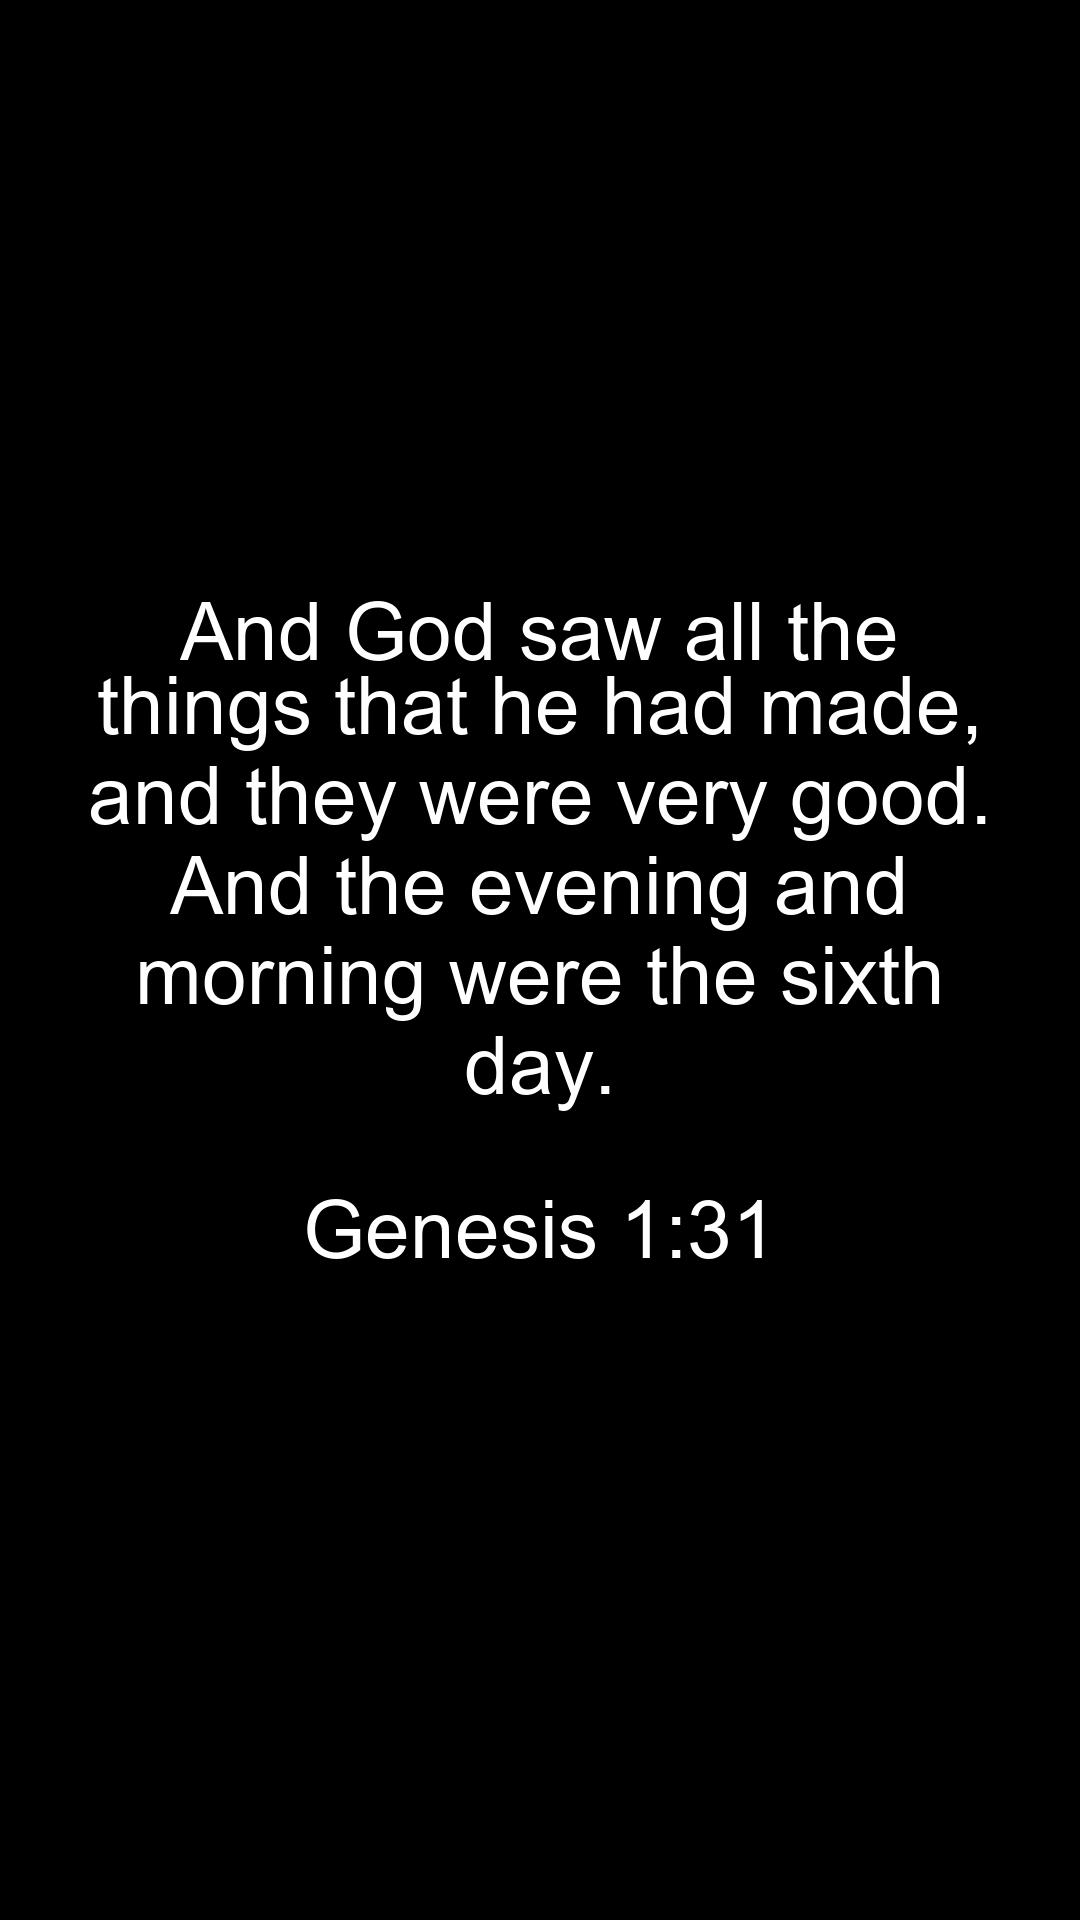 And God saw all the
things that he had made,
and they were very good.
And the evening and
morning were the sixth
day.
Genesis 1:31